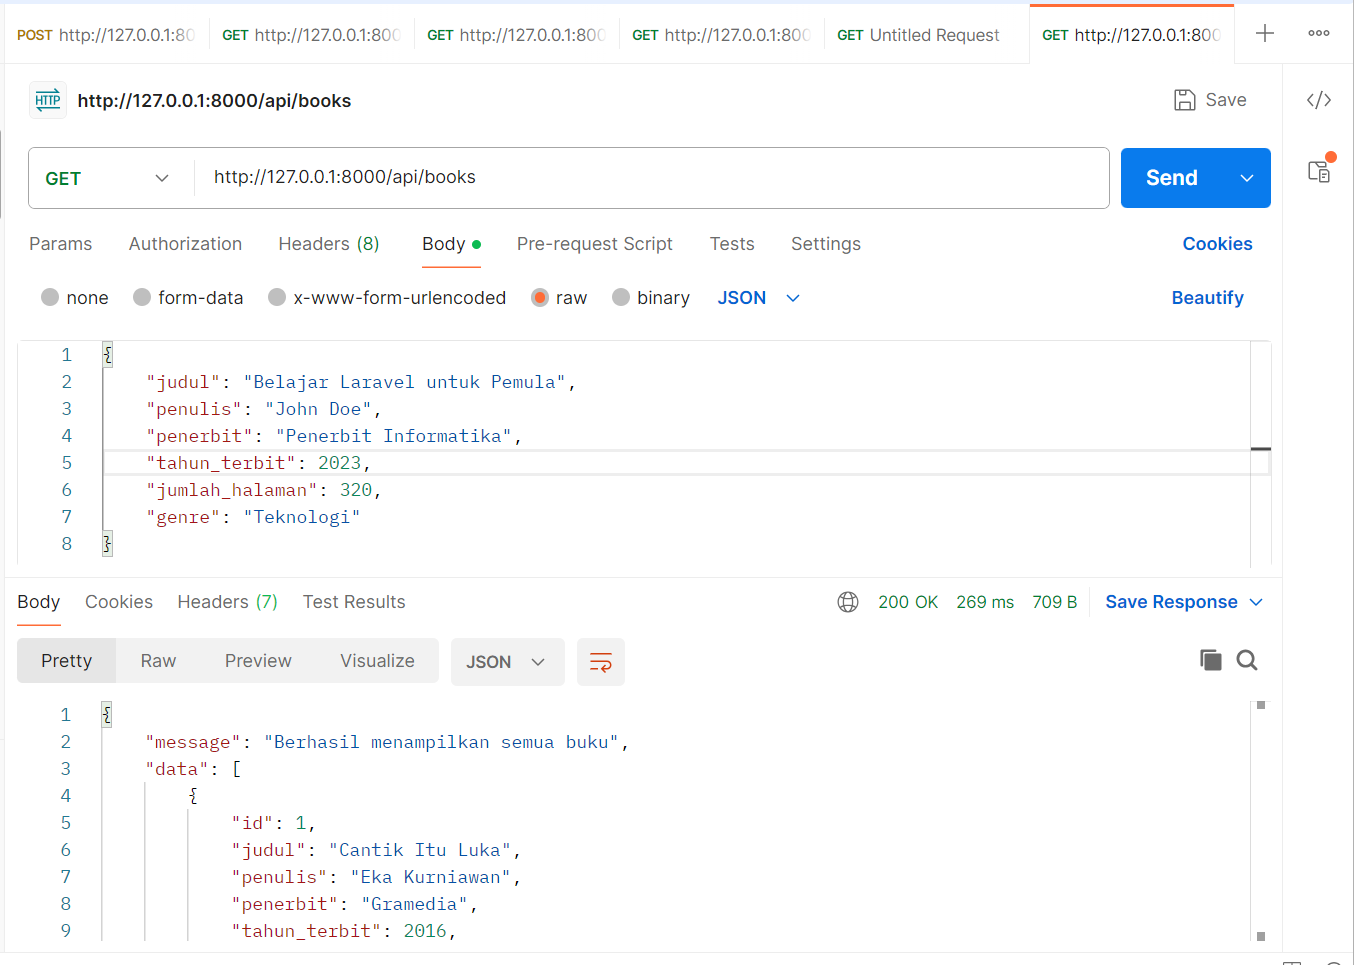 POST http://127.0.0.1:80 GET http://127.0.0.1:800 GET http://127.0.0.1:800 GET http://127.0.0.1:800 GET Untitled Request GET http://127.0.0.1:800
HTTP http://127.0.0.1:8000/api/books Save
GET http://127.0.0.1:8000/api/books Send
Params Authorization Headers (8) Body Pre-request Script Tests Settings Cookies
none form-data x-www-form-urlencoded raw binary JSON Beautify
1 {
2 "judul": "Belajar Laravel untuk Pemula",
3 "penulis": "John Doe",
4 "penerbit": "Penerbit Informatika",
5 "tahun_terbit": 2023,
6 "jumlah_halaman": 320,
7 "genre": "Teknologi"
8 }
Body Cookies Headers (7) Test Results 200 OK 269 ms 709 B Save Response
Pretty Raw Preview Visualize JSON
1 {
2 "message": "Berhasil menampilkan semua buku",
3 "data": [
4 {
5 "id": 1,
6 "judul": "Cantik Itu Luka",
7 "penulis": "Eka Kurniawan",
8 "penerbit": "Gramedia",
9 "tahun_terbit": 2016,